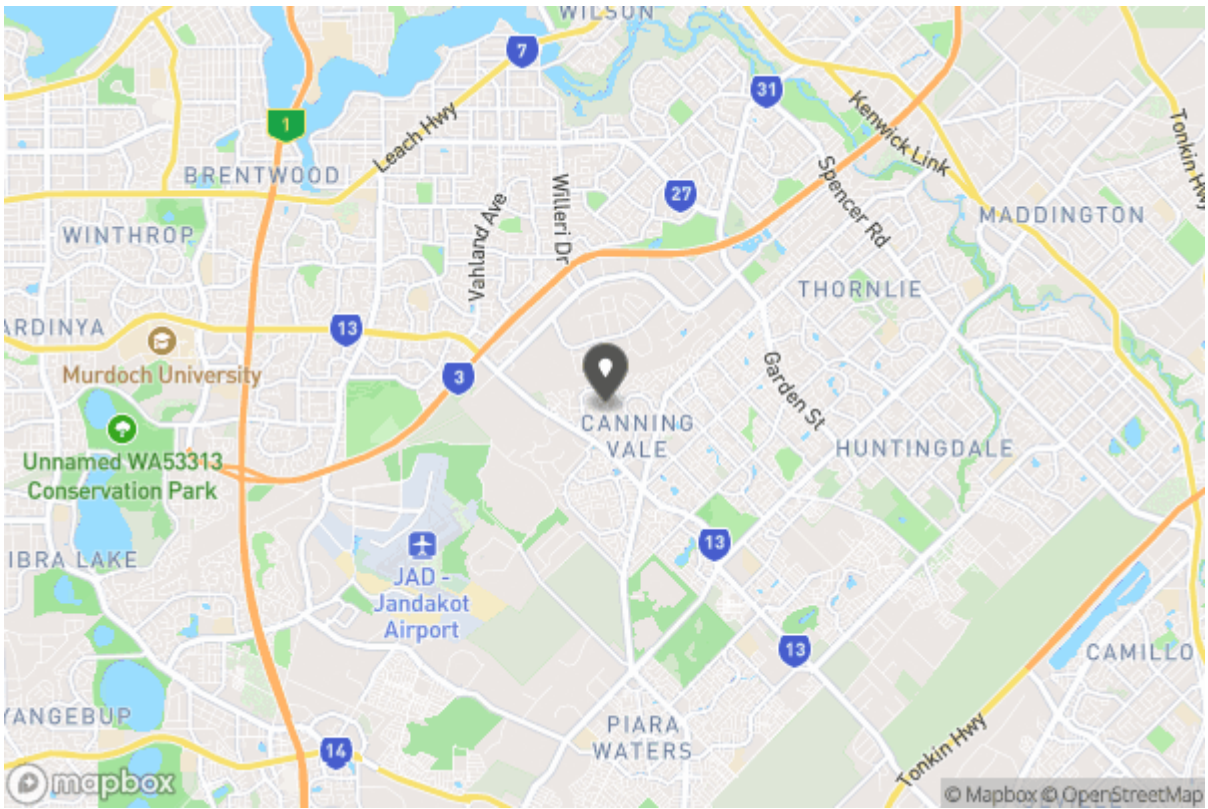 WILSON
7
31
1
Leach Hwy
Kenwick Link
Tonkin Hwy
BRENTWOOD
Willeri Dr
27
Spencer Rd
Vahland Ave
MADDINGTON
WINTHROP
THORNLIE
ARDINYA
13
Murdoch University
3
Garden St
CANNING
VALE
HUNTINGDALE
Unnamed WA53313
Conservation Park
13
IBRA LAKE
JAD -
Jandakot
Airport
13
CAMILLO
YANGEBUP
PIARA
WATERS
14
Tonkin Hwy
mapbox
© Mapbox © OpenStreetMap